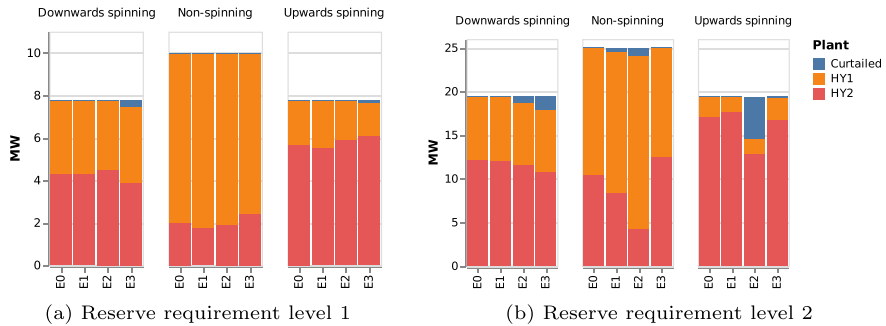 Downwards spinning Non-spinning Upwards spinning
10
8
6
4
2
0
MW
E0 E1 E2 E3 E0 E1 E2 E3 E0 E1 E2 E3
(a) Reserve requirement level 1
Downwards spinning Non-spinning Upwards spinning
25
20
15
10
5
0
MW
E0 E1 E2 E3 E0 E1 E2 E3 E0 E1 E2 E3
Plant
Curtailed
HY1
HY2
(b) Reserve requirement level 2